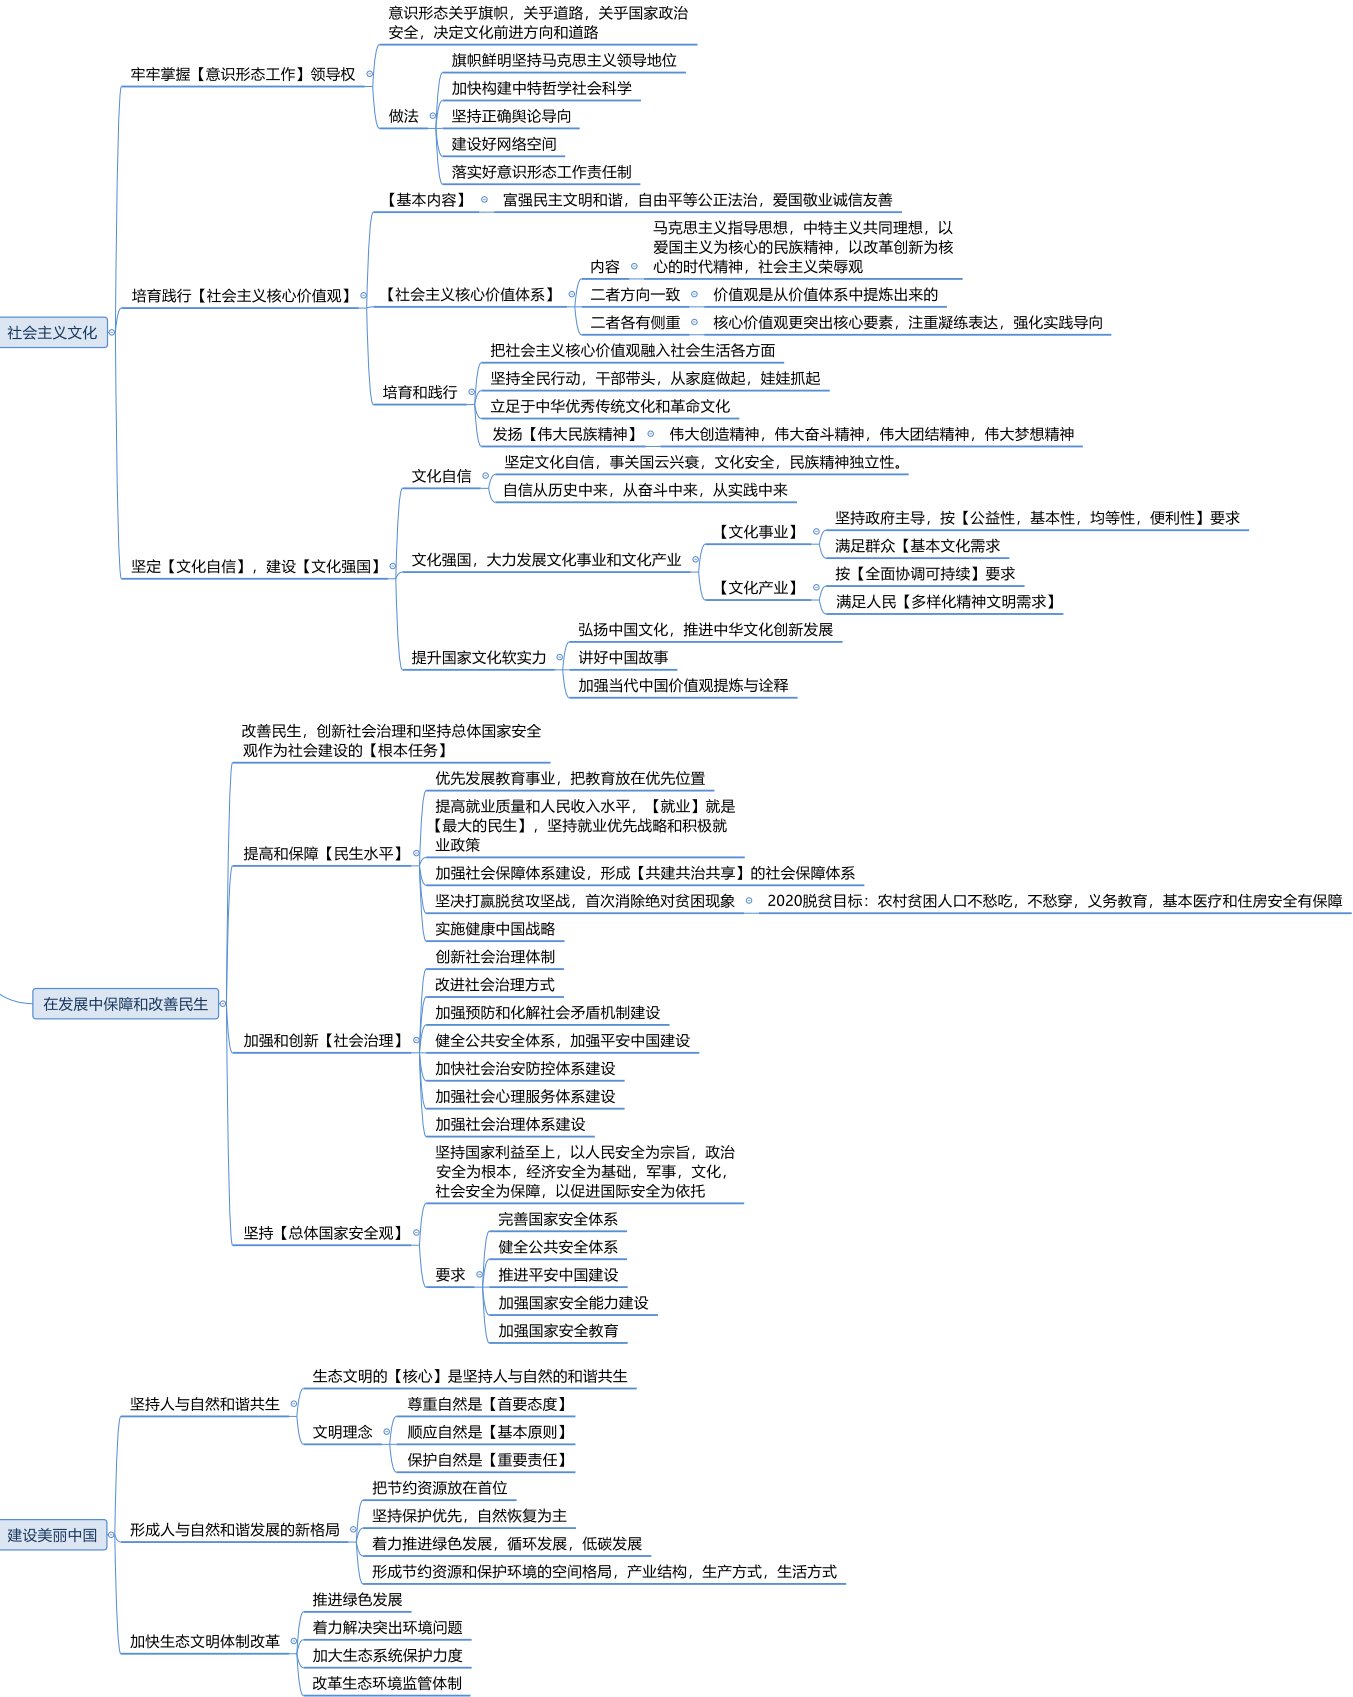 意识形态关乎旗帜，关乎道路，关乎国家政治
安全，决定文化前进方向和道路
牢牢掌握【意识形态工作】领导权
旗帜鲜明坚持马克思主义领导地位
加快构建中特哲学社会科学
做法
坚持正确舆论导向
建设好网络空间
落实好意识形态工作责任制
【基本内容】
富强民主文明和谐，自由平等公正法治，爱国敬业诚信友善
马克思主义指导思想，中特主义共同理想，以
爱国主义为核心的民族精神，以改革创新为核
心的时代精神，社会主义荣辱观
内容
培育践行【社会主义核心价值观】
【社会主义核心价值体系】
二者方向一致
价值观是从价值体系中提炼出来的
二者各有侧重
核心价值观更突出核心要素，注重凝练表达，强化实践导向
社会主义文化
把社会主义核心价值观融入社会生活各方面
坚持全民行动，干部带头，从家庭做起，娃娃抓起
培育和践行
立足于中华优秀传统文化和革命文化
发扬【伟大民族精神】
伟大创造精神，伟大奋斗精神，伟大团结精神，伟大梦想精神
坚定文化自信，事关国云兴衰，文化安全，民族精神独立性。
文化自信
自信从历史中来，从奋斗中来，从实践中来
坚定【文化自信】，建设【文化强国】
文化强国，大力发展文化事业和文化产业
【文化事业】
坚持政府主导，按【公益性，基本性，均等性，便利性】要求
满足群众【基本文化需求
【文化产业】
按【全面协调可持续】要求
满足人民【多样化精神文明需求】
弘扬中国文化，推进中华文化创新发展
提升国家文化软实力
讲好中国故事
加强当代中国价值观提炼与诠释
改善民生，创新社会治理和坚持总体国家安全
观作为社会建设的【根本任务】
优先发展教育事业，把教育放在优先位置
提高就业质量和人民收入水平，【就业】就是
【最大的民生】，坚持就业优先战略和积极就
业政策
提高和保障【民生水平】
加强社会保障体系建设，形成【共建共治共享】的社会保障体系
坚决打赢脱贫攻坚战，首次消除绝对贫困现象
2020脱贫目标：农村贫困人口不愁吃，不愁穿，义务教育，基本医疗和住房安全有保障
实施健康中国战略
在发展中保障和改善民生
创新社会治理体制
改进社会治理方式
加强预防和化解社会矛盾机制建设
加强和创新【社会治理】
健全公共安全体系，加强平安中国建设
加快社会治安防控体系建设
加强社会心理服务体系建设
加强社会治理体系建设
坚持国家利益至上，以人民安全为宗旨，政治
安全为根本，经济安全为基础，军事，文化，
社会安全为保障，以促进国际安全为依托
坚持【总体国家安全观】
完善国家安全体系
健全公共安全体系
要求
推进平安中国建设
加强国家安全能力建设
加强国家安全教育
生态文明的【核心】是坚持人与自然的和谐共生
坚持人与自然和谐共生
尊重自然是【首要态度】
文明理念
顺应自然是【基本原则】
保护自然是【重要责任】
把节约资源放在首位
坚持保护优先，自然恢复为主
建设美丽中国
形成人与自然和谐发展的新格局
着力推进绿色发展，循环发展，低碳发展
形成节约资源和保护环境的空间格局，产业结构，生产方式，生活方式
推进绿色发展
着力解决突出环境问题
加快生态文明体制改革
加大生态系统保护力度
改革生态环境监管体制